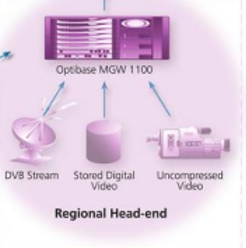 Optibase MGW 1100
DVB Stream
Stored Digital
Video
Uncompressed
Video
Regional Head-end